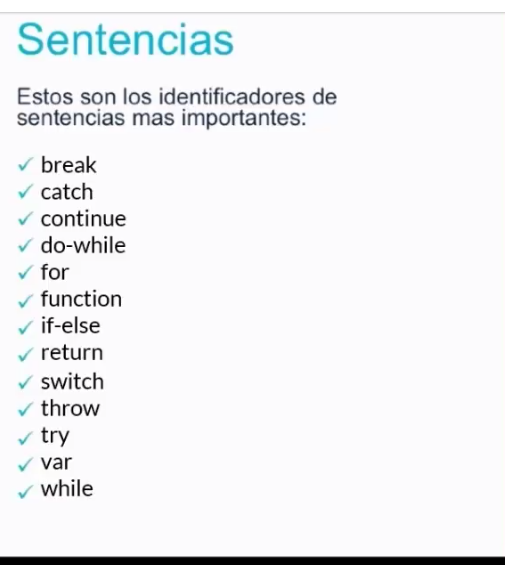 Sentencias
Estos son los identificadores de
sentencias mas importantes:
break
catch
continue
do-while
for
function
if-else
return
switch
throw
try
var
while